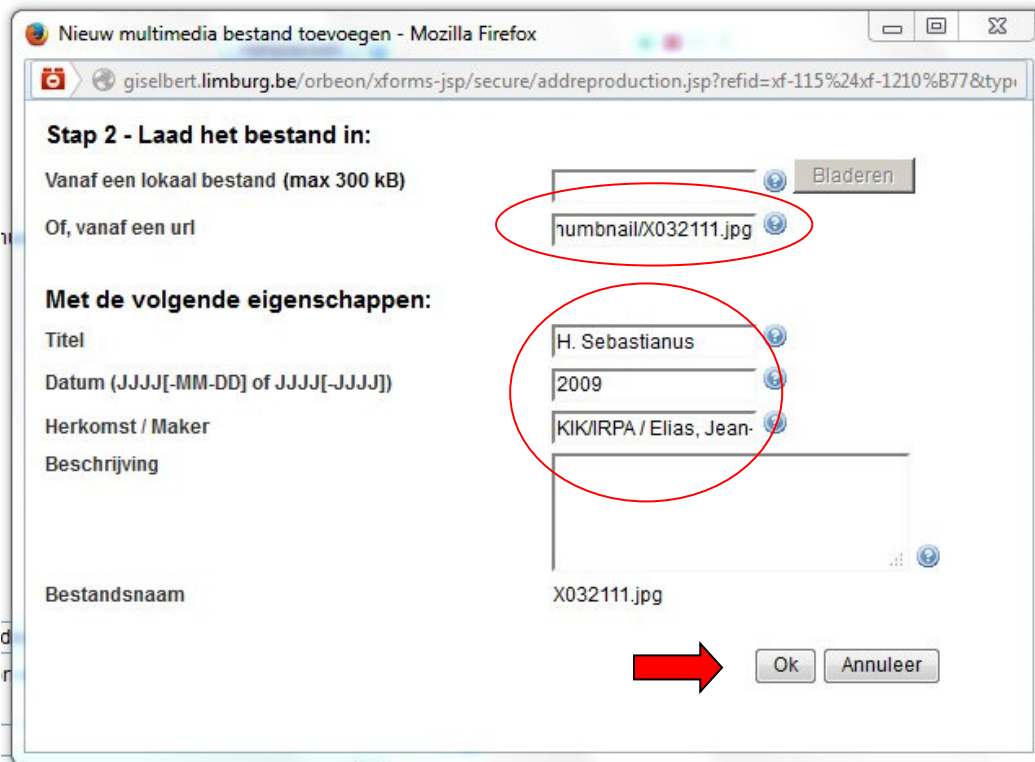 Nieuw multimedia bestand toevoegen - Mozilla Firefox
giselbert.limburg.be/orbeon/xforms-jsp/secure/addreproduction.jsp?refid=xf-115%24xf-1210%B77&type
Stap 2 - Laad het bestand in:
Vanaf een lokaal bestand (max 300 kB) Bladeren
Of, vanaf een url humbnail/X032111.jpg
Met de volgende eigenschappen:
Titel H. Sebastianus
Datum (JJJJ[-MM-DD] of JJJJ[-JJJJ]) 2009
Herkomst / Maker KIK/IRPA / Elias, Jean-
Beschrijving
Bestandsnaam X032111.jpg
Ok Annuleer